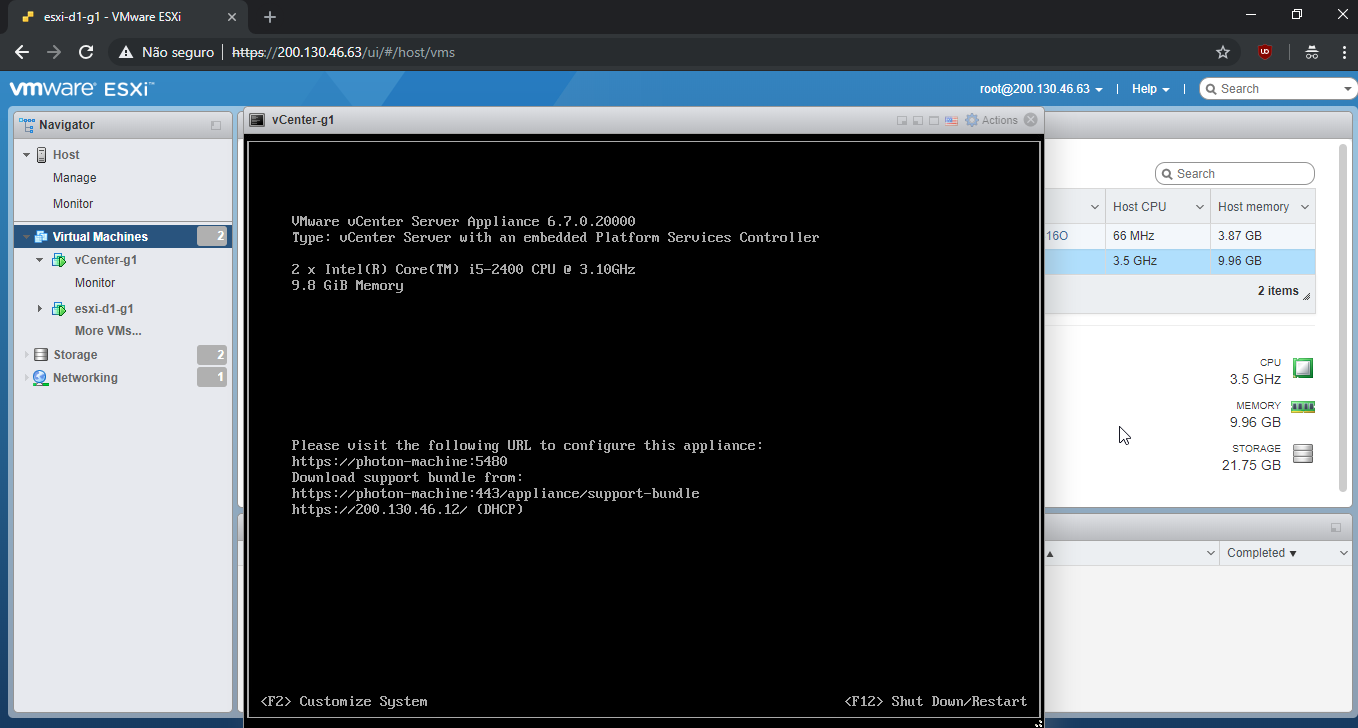 esxi-d1-g1 - VMware ESXi
Não seguro | https://200.130.46.63/ui/#/host/vms
vmware ESXi™
root@200.130.46.63 | Help | Search
Navigator
Host
Manage
Monitor
Virtual Machines 2
vCenter-g1
Monitor
esxi-d1-g1
More VMs...
Storage 2
Networking 1
vCenter-g1
Actions
VMware vCenter Server Appliance 6.7.0.20000
Type: vCenter Server with an embedded Platform Services Controller
2 x Intel(R) Core(TM) i5-2400 CPU @ 3.10GHz
9.8 GiB Memory
Please visit the following URL to configure this appliance:
https://photon-machine:5480
Download support bundle from:
https://photon-machine:443/appliance/support-bundle
https://200.130.46.12/ (DHCP)
<F2> Customize System
<F12> Shut Down/Restart
Search
Host CPU Host memory
66 MHz 3.87 GB
3.5 GHz 9.96 GB
2 items
CPU
3.5 GHz
MEMORY
9.96 GB
STORAGE
21.75 GB
Completed